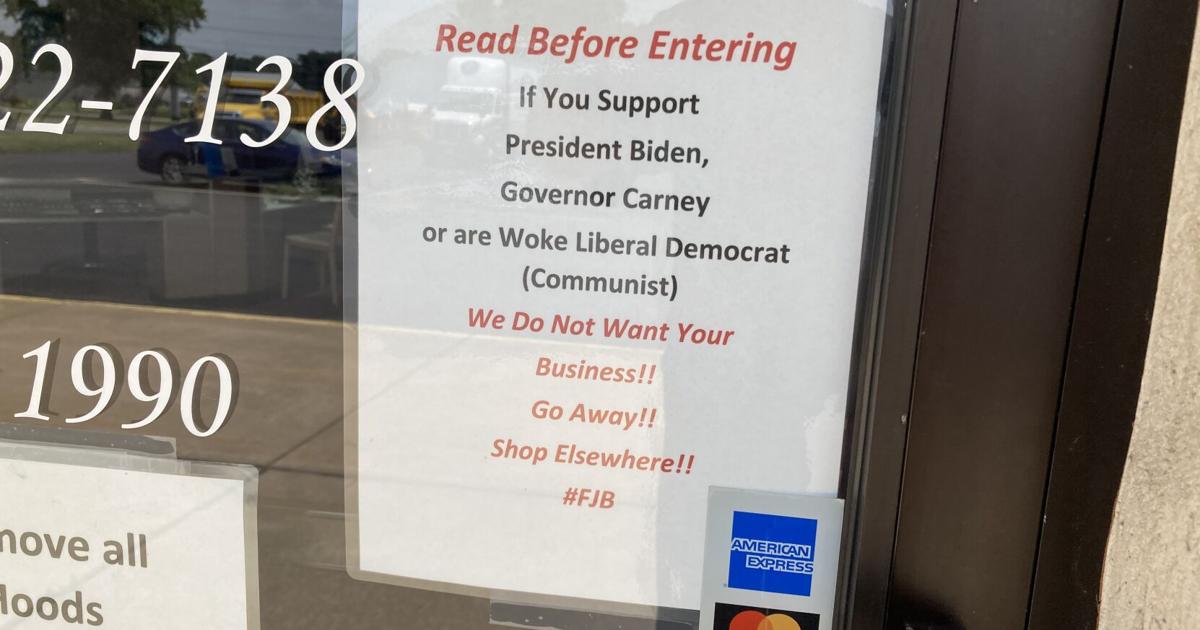 Read Before Entering
If You Support
President Biden,
Governor Carney
or are Woke Liberal Democrat
(Communist)
We Do Not Want Your
Business!!
Go Away!!
Shop Elsewhere!!
#FJB
22-7138
1990
all
AMERICAN
EXPRESS